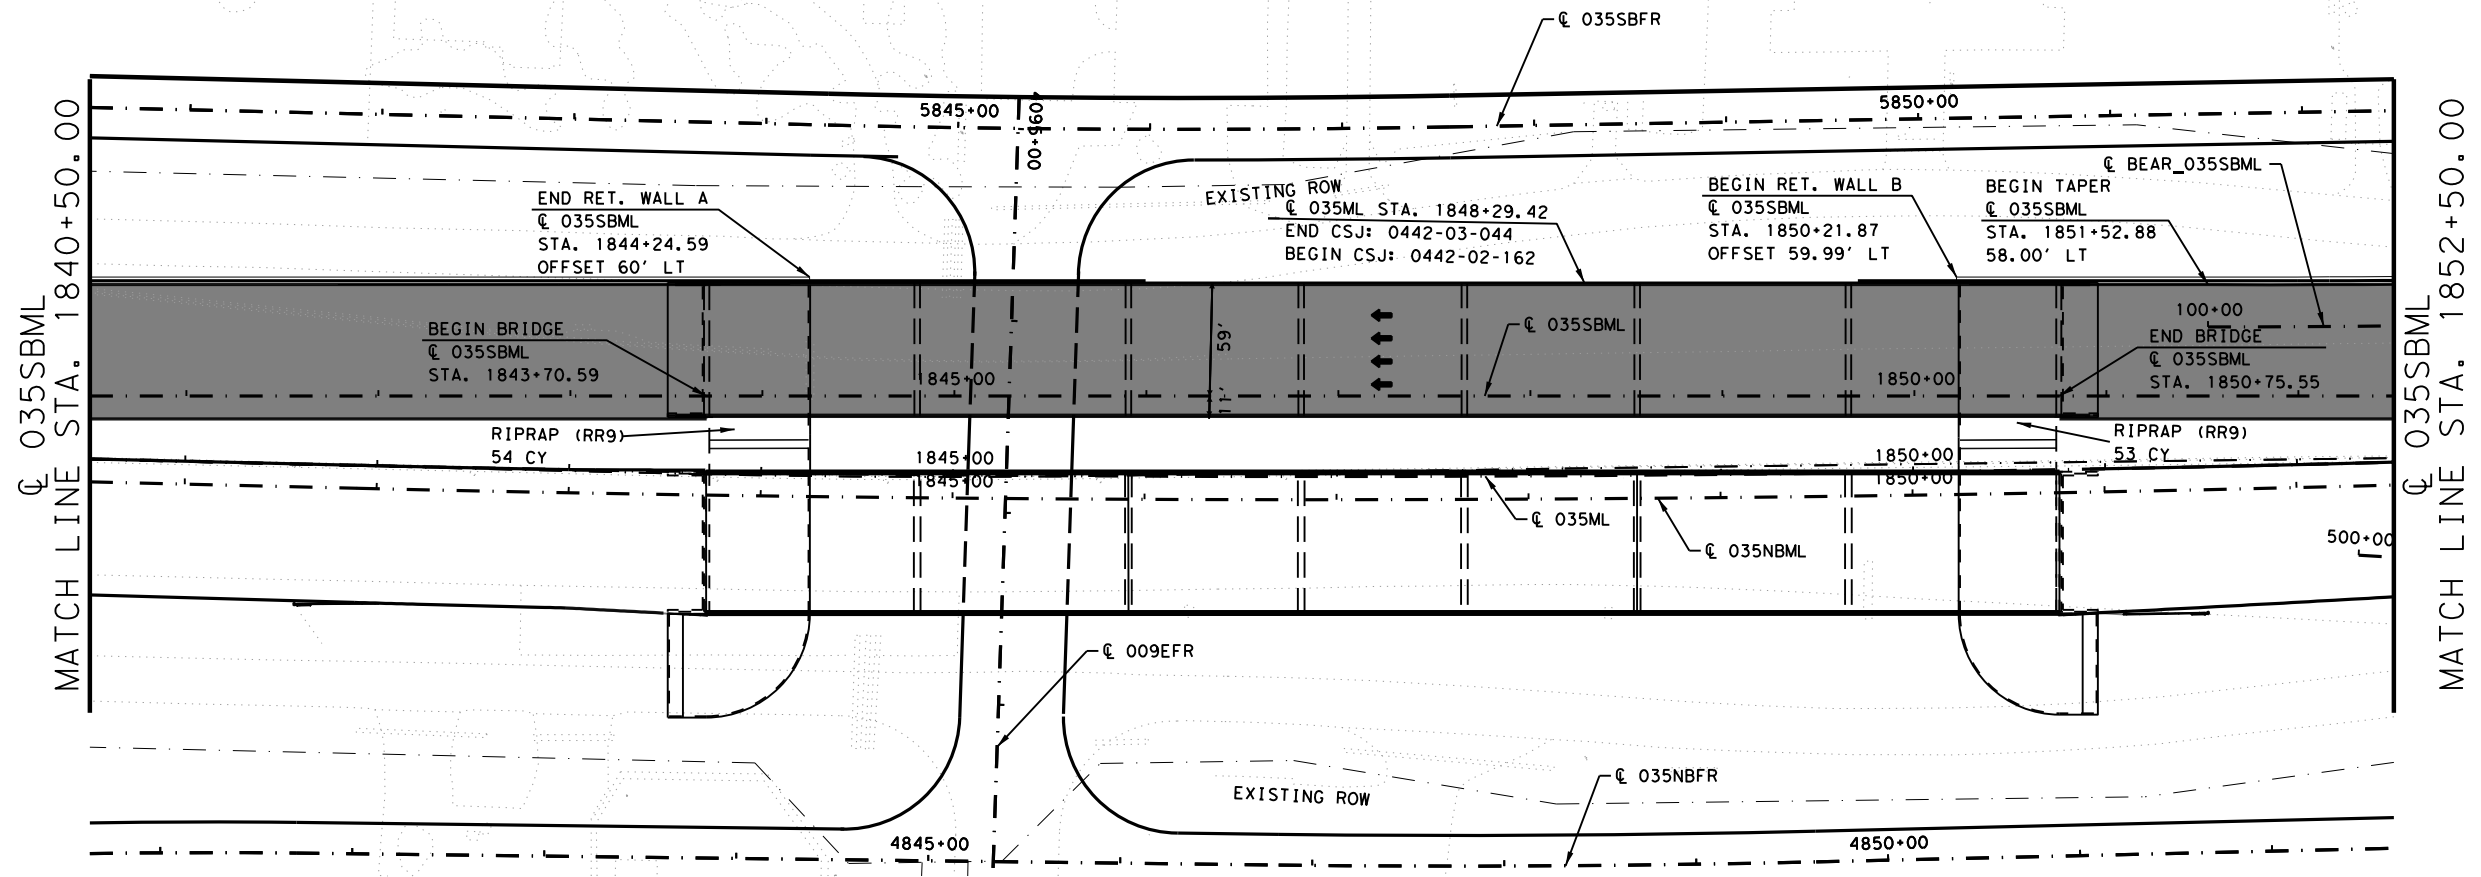 ℄ 035SBFR
5845+00
4096+00
5850+00
℄ BEAR_035SBML
EXISTING ROW
END RET. WALL A
℄ 035SBML
STA. 1844+24.59
OFFSET 60' LT
℄ 035ML STA. 1848+29.42
END CSJ: 0442-03-044
BEGIN CSJ: 0442-02-162
BEGIN RET. WALL B
℄ 035SBML
STA. 1850+21.87
OFFSET 59.99' LT
BEGIN TAPER
℄ 035SBML
STA. 1851+52.88
58.00' LT
℄ 035SBML
MATCH LINE STA. 1840+50.00
BEGIN BRIDGE
℄ 035SBML
STA. 1843+70.59
1845+00
59'
11'
℄ 035SBML
1850+00
100+00
END BRIDGE
℄ 035SBML
STA. 1850+75.55
℄ 035SBML
MATCH LINE STA. 1852+50.00
RIPRAP (RR9)
54 CY
1845+00
1845+00
1850+00
1850+00
RIPRAP (RR9)
53 CY
℄ 035ML
℄ 035NBML
500+00
℄ 009EFR
℄ 035NBFR
EXISTING ROW
4845+00
4850+00